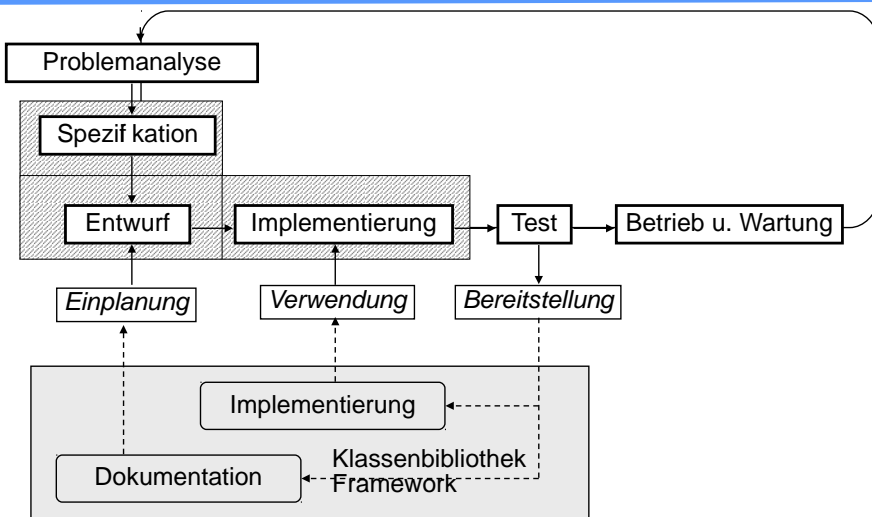 Problemanalyse
Spezif kation
Entwurf
Implementierung
Test
Betrieb u. Wartung
Einplanung
Verwendung
Bereitstellung
Implementierung
Dokumentation
Klassenbibliothek
Framework